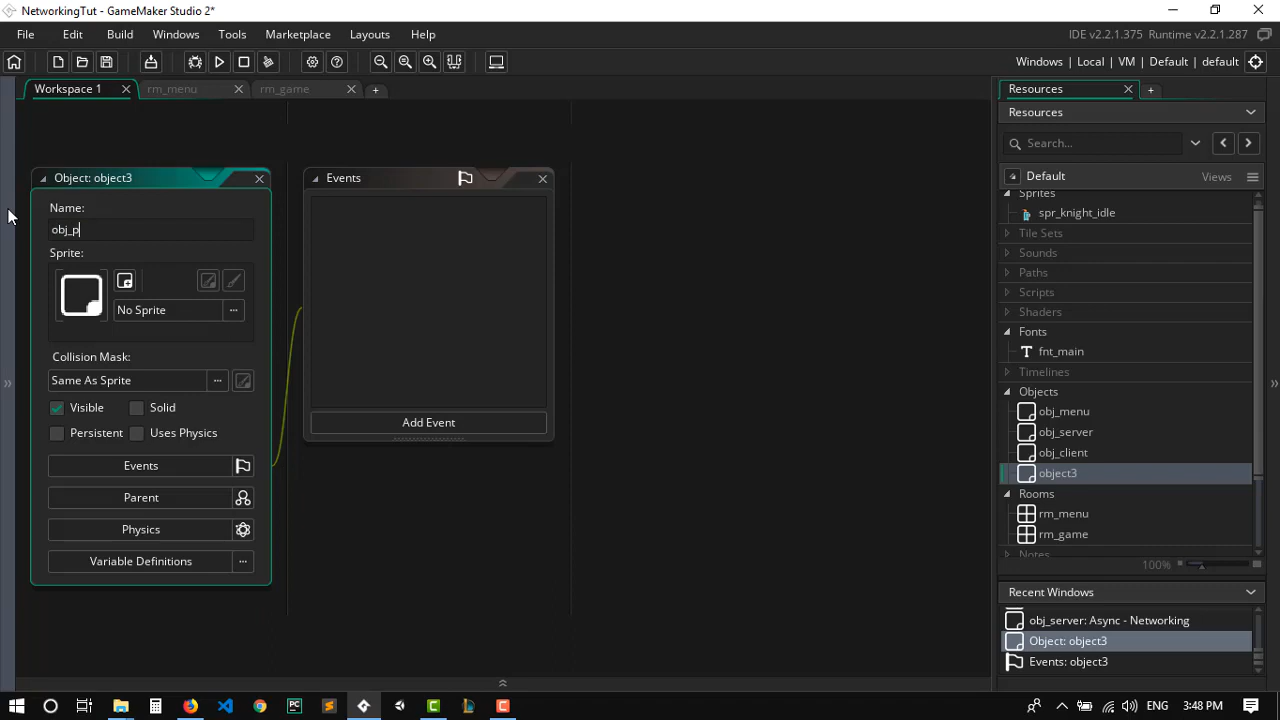 NetworkingTut - GameMaker Studio 2*
File Edit Build Windows Tools Marketplace Layouts Help
IDE v2.2.1.375 Runtime v2.2.1.287
Windows | Local | VM | Default | default
Workspace 1
rm_menu
rm_game
Resources
Resources
Search...
Default
Views
Sprites
spr_knight_idle
Tile Sets
Sounds
Paths
Scripts
Shaders
Fonts
fnt_main
Timelines
Objects
obj_menu
obj_server
obj_client
object3
Rooms
rm_menu
rm_game
Notes
100%
Recent Windows
obj_server: Async - Networking
Object: object3
Events: object3
Object: object3
Name:
obj_p
Sprite:
No Sprite
Collision Mask:
Same As Sprite
Visible
Solid
Persistent
Uses Physics
Events
Parent
Physics
Variable Definitions
Events
Add Event
ENG
3:48 PM